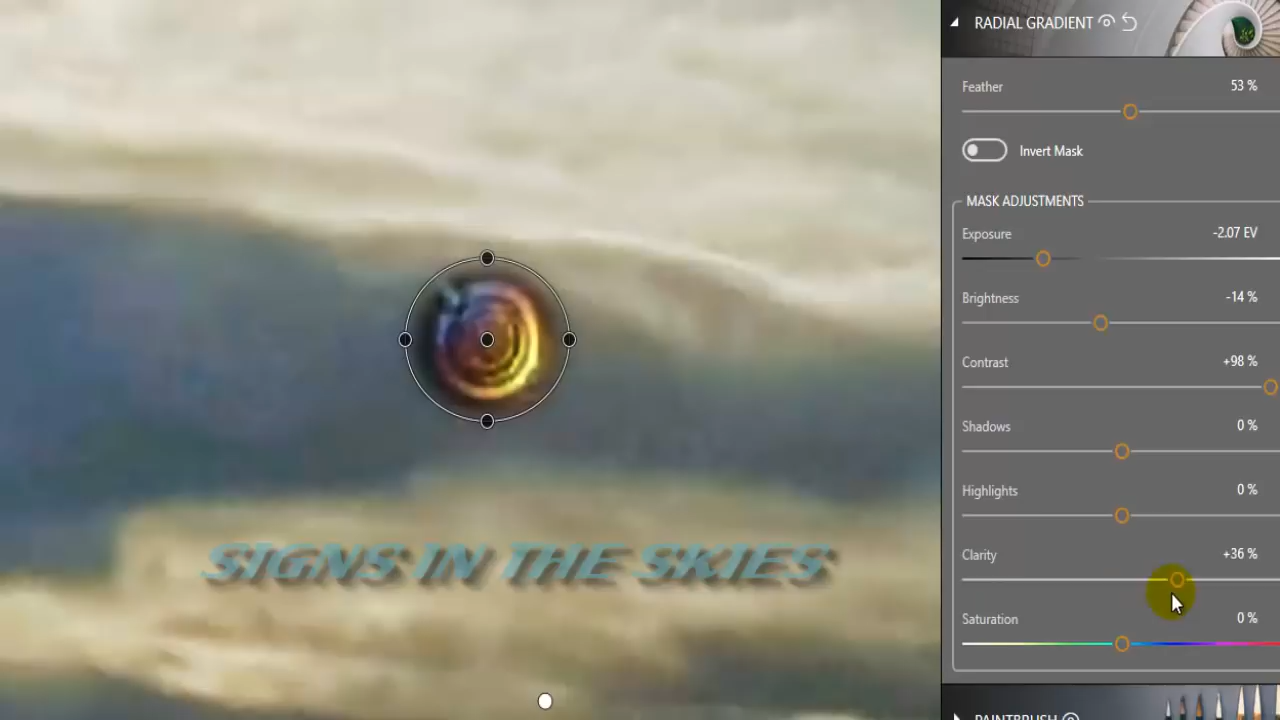 RADIAL GRADIENT
Feather 53 %
Invert Mask
MASK ADJUSTMENTS
Exposure -2.07 EV
Brightness -14 %
Contrast +98 %
Shadows 0 %
Highlights 0 %
Clarity +36 %
Saturation 0 %
PAINTBRUSH
SIGNS IN THE SKIES